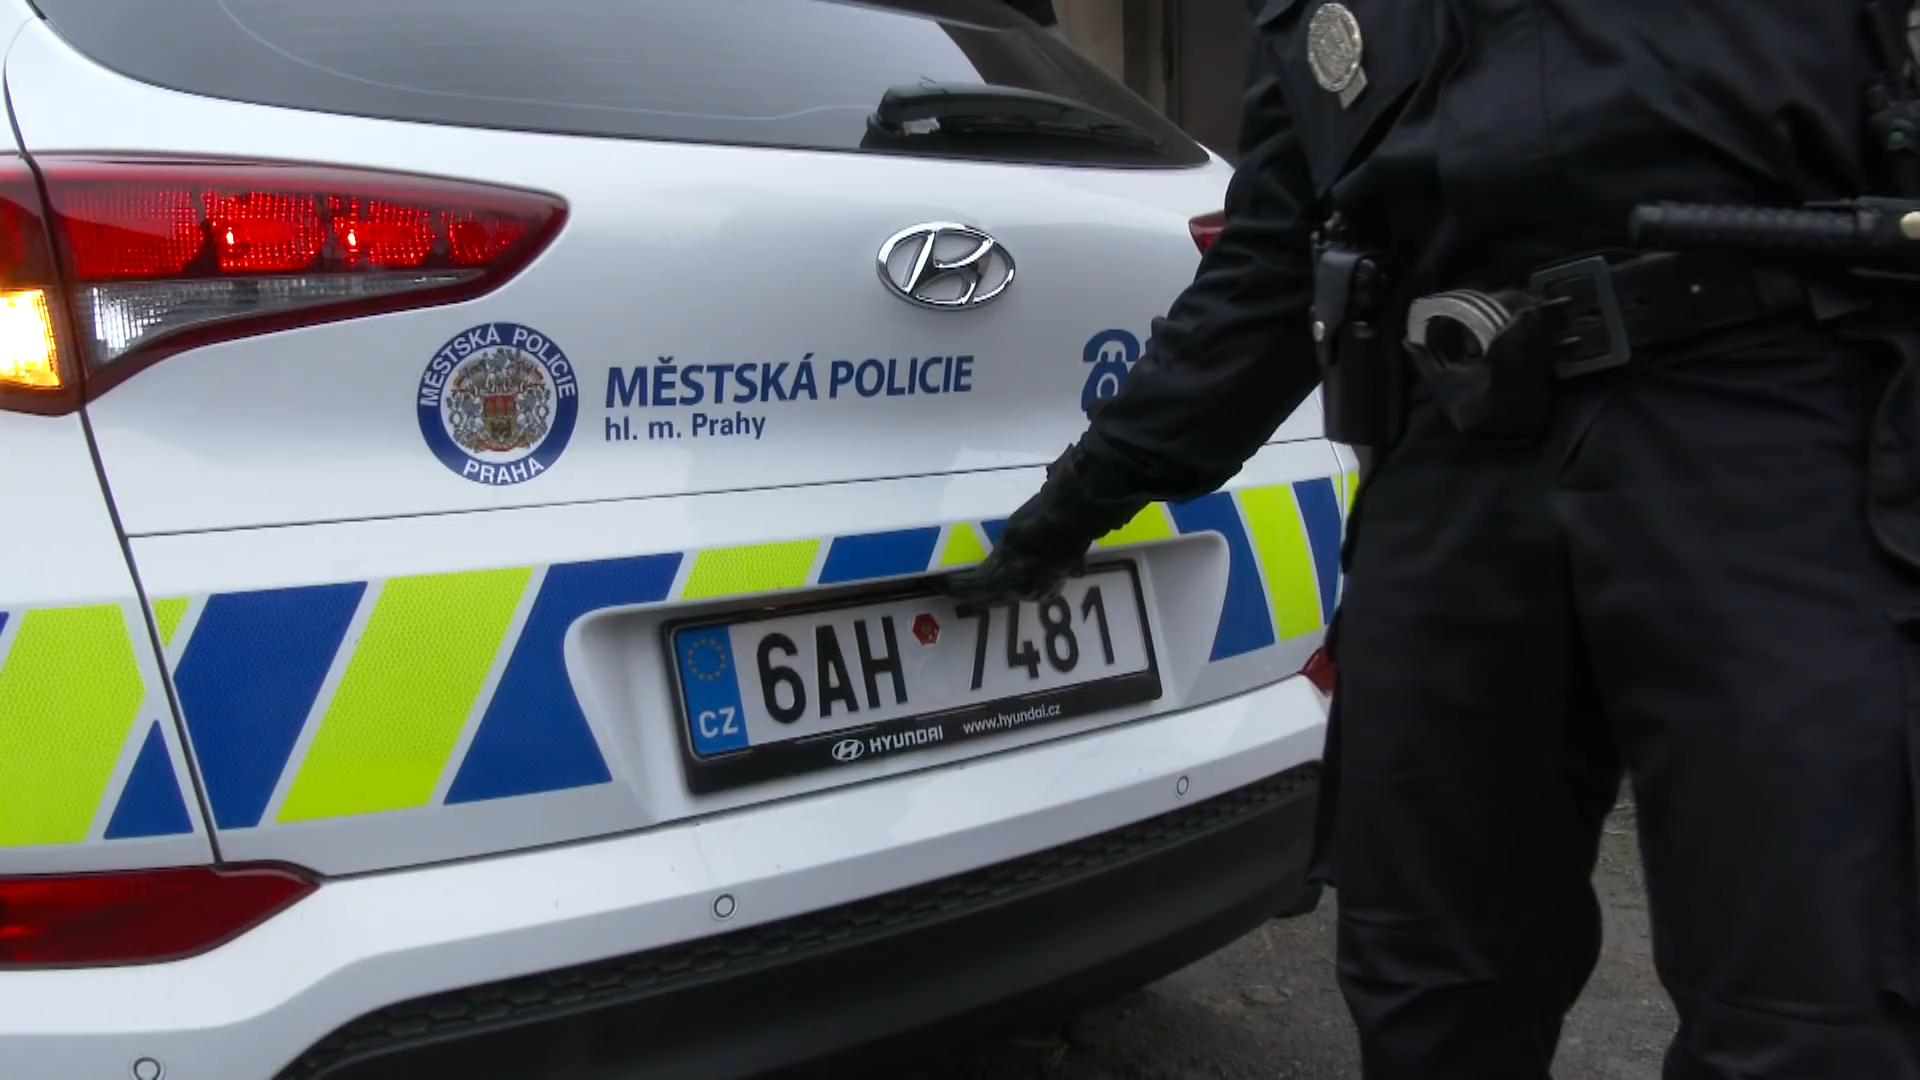 MĚSTSKÁ POLICIE
PRAHA
MĚSTSKÁ POLICIE
hl. m. Prahy
6AH 7481
CZ
HYUNDAI www.hyundai.cz